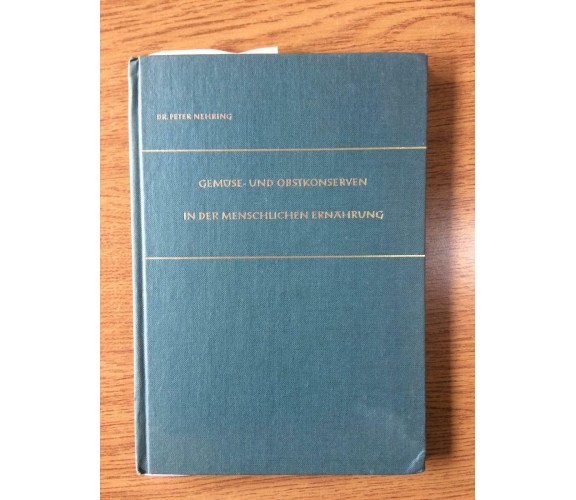 DR. PETER NEHRING
GEMÜSE- UND OBSTKONSERVEN
IN DER MENSCHLICHEN ERNÄHRUNG